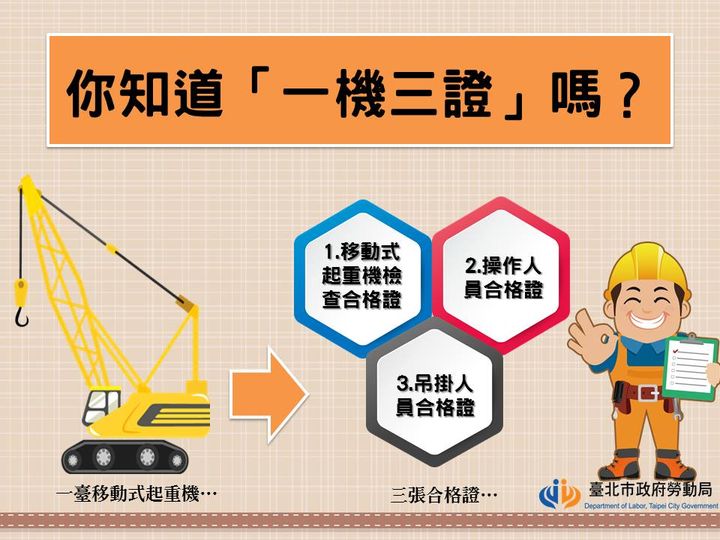 你知道「一機三證」嗎？
1.移動式
起重機檢
查合格證
2.操作人
員合格證
3.吊掛人
員合格證
一臺移動式起重機…
三張合格證…
臺北市政府勞動局
Department of Labor, Taipei City Government